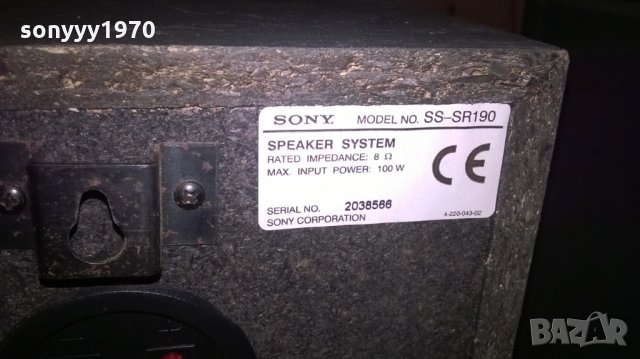 sonyyy1970
SONY MODEL NO. SS-SR190
SPEAKER SYSTEM
RATED IMPEDANCE: 8 Ω
MAX. INPUT POWER: 100 W
CE
SERIAL NO. 2038566
SONY CORPORATION 4-220-043-02
BAZAR